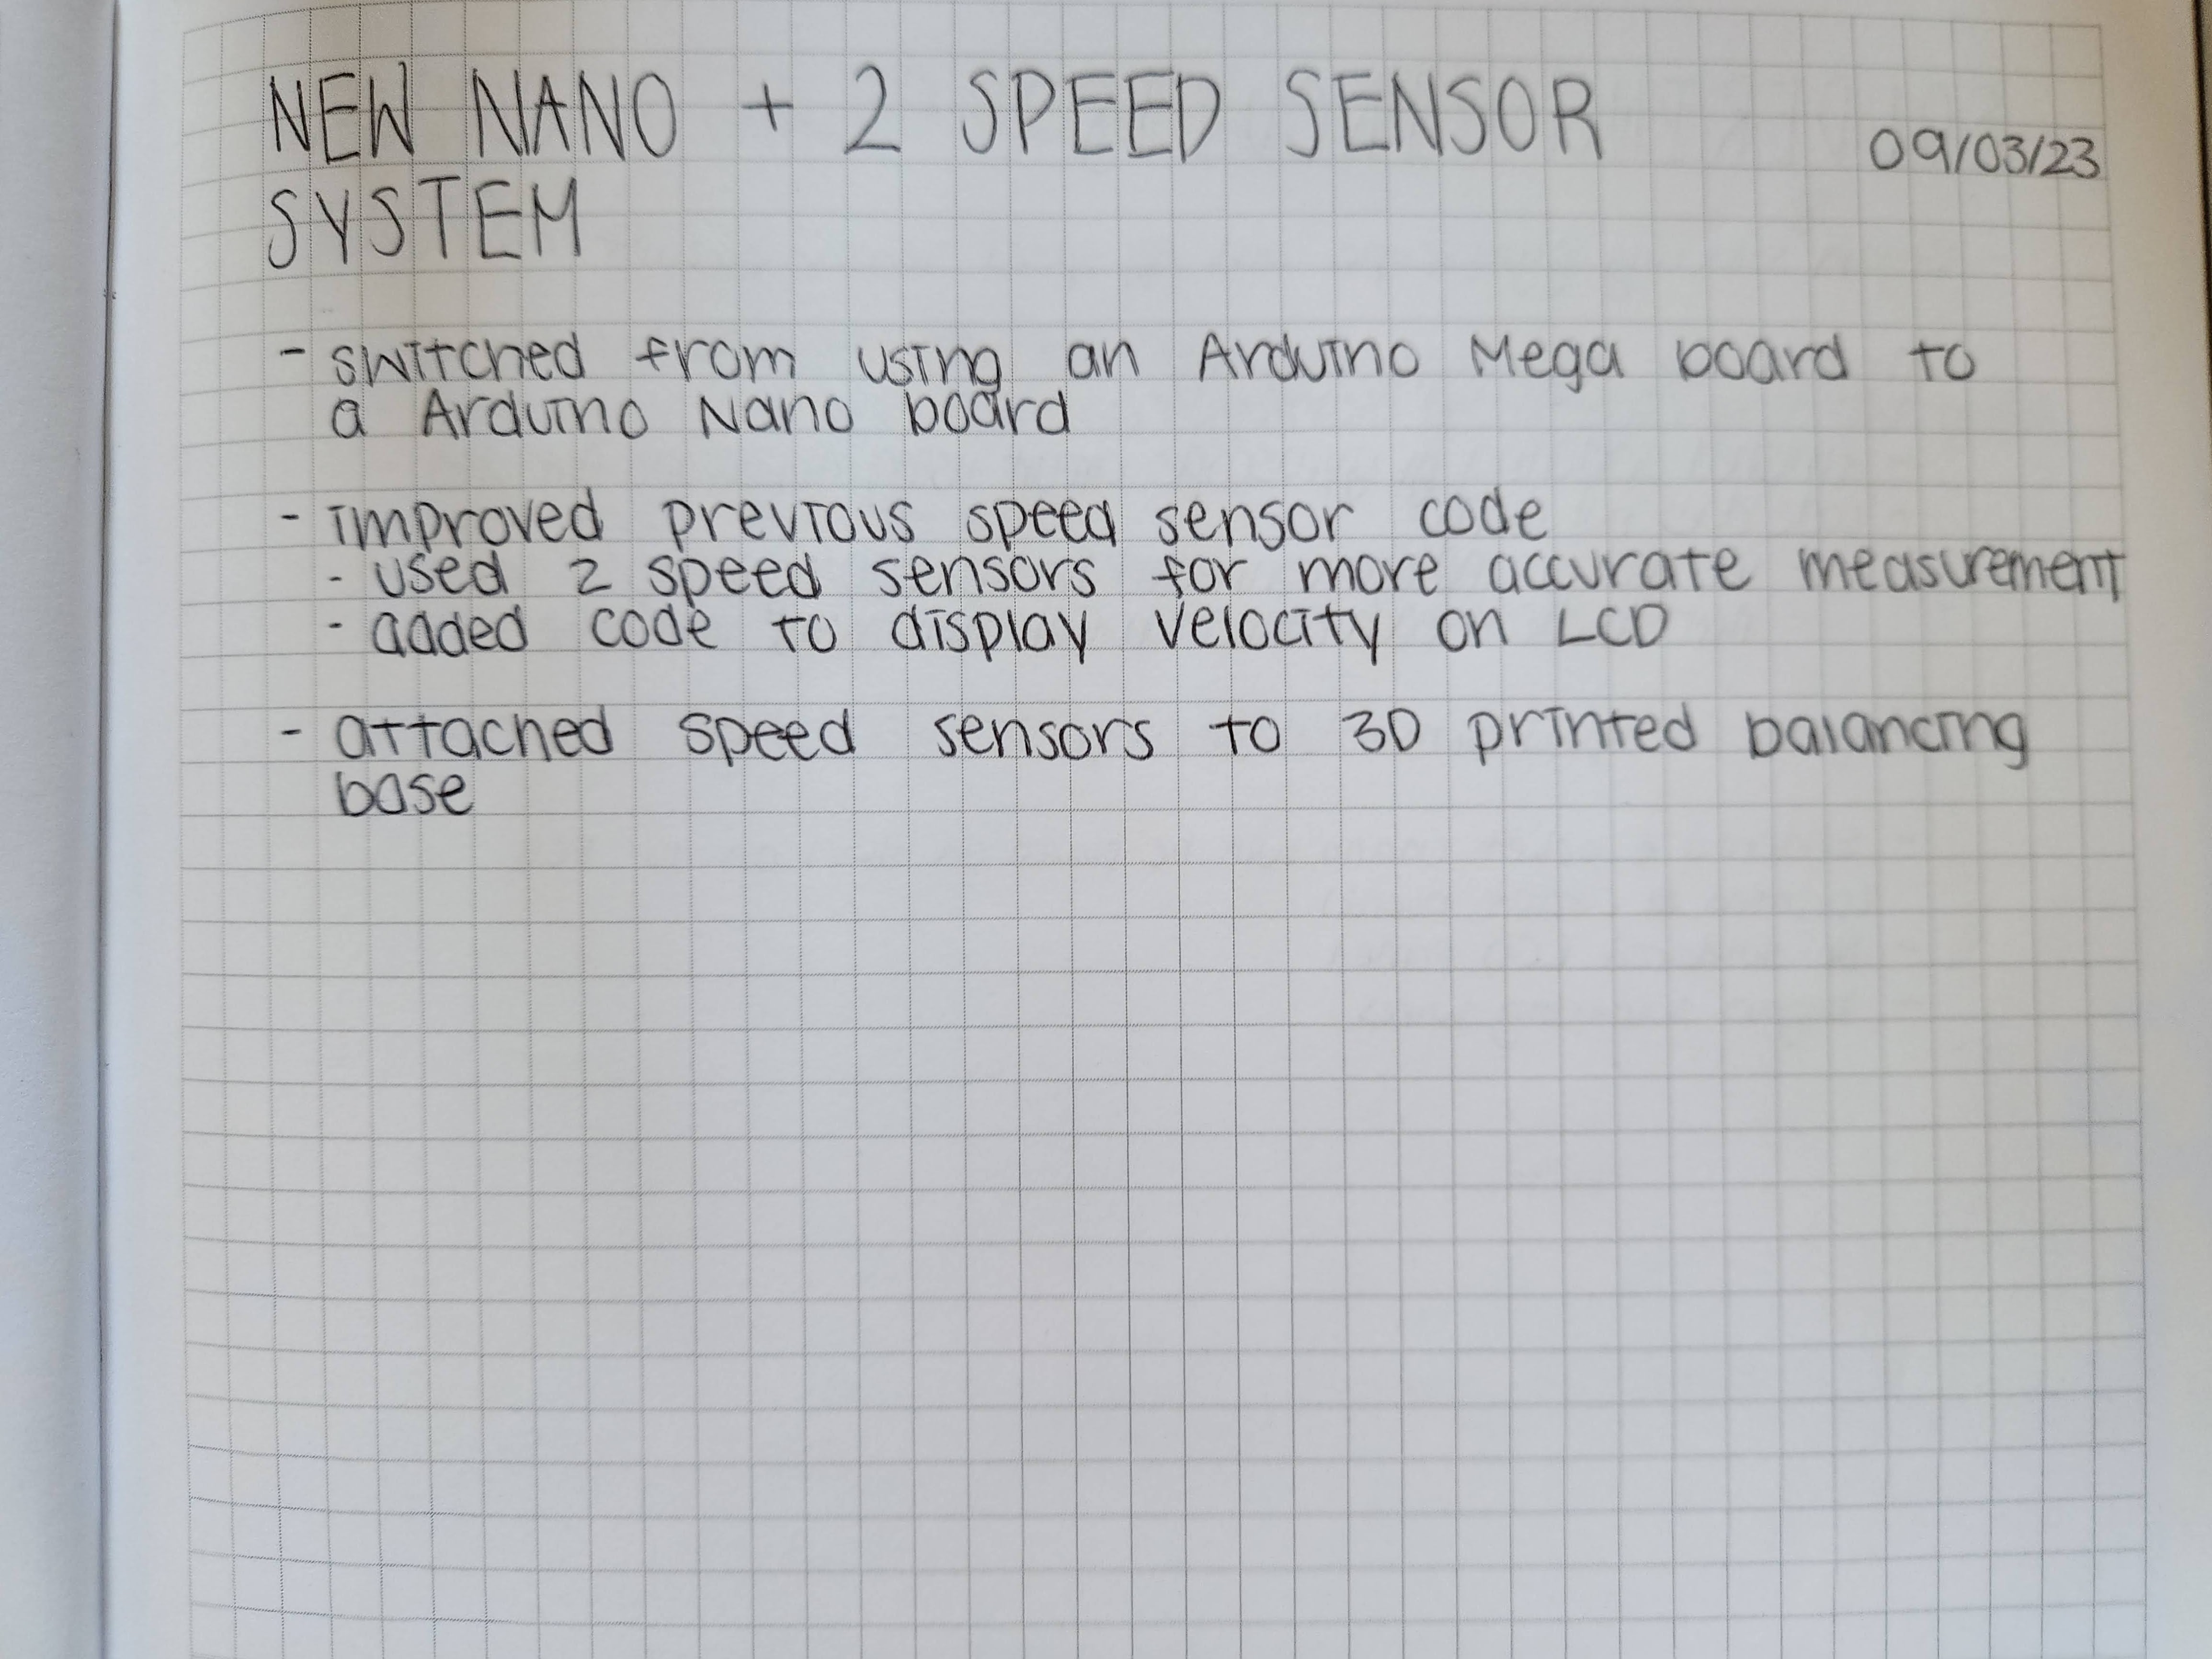 NEW NANO + 2 SPEED SENSOR
09/03/23
SYSTEM
- switched from using an Arduino Mega board to
a Arduino Nano board
- improved previous speed sensor code
- used 2 speed sensors for more accurate measurement
- added code to display velocity on LCD
- attached speed sensors to 3D printed balancing
base